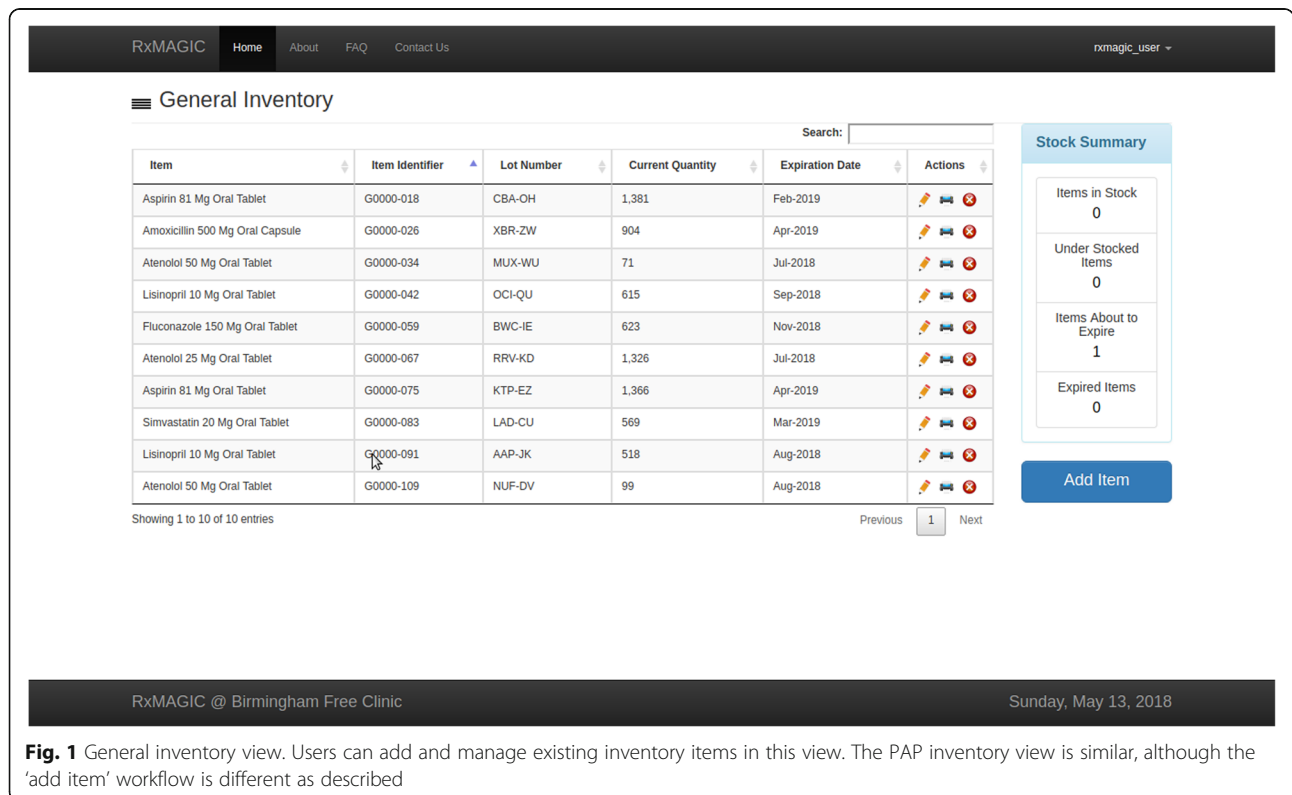 RxMAGIC Home About FAQ Contact Us rxmagic_user
General Inventory
Search:
Stock Summary
Item Item Identifier Lot Number Current Quantity Expiration Date Actions
Aspirin 81 Mg Oral Tablet G0000-018 CBA-OH 1,381 Feb-2019
Amoxicillin 500 Mg Oral Capsule G0000-026 XBR-ZW 904 Apr-2019
Atenolol 50 Mg Oral Tablet G0000-034 MUX-WU 71 Jul-2018
Lisinopril 10 Mg Oral Tablet G0000-042 OCI-QU 615 Sep-2018
Fluconazole 150 Mg Oral Tablet G0000-059 BWC-IE 623 Nov-2018
Atenolol 25 Mg Oral Tablet G0000-067 RRV-KD 1,326 Jul-2018
Aspirin 81 Mg Oral Tablet G0000-075 KTP-EZ 1,366 Apr-2019
Simvastatin 20 Mg Oral Tablet G0000-083 LAD-CU 569 Mar-2019
Lisinopril 10 Mg Oral Tablet G0000-091 AAP-JK 518 Aug-2018
Atenolol 50 Mg Oral Tablet G0000-109 NUF-DV 99 Aug-2018
Showing 1 to 10 of 10 entries Previous 1 Next
Items in Stock
0
Under Stocked
Items
0
Items About to
Expire
1
Expired Items
0
Add Item
RxMAGIC @ Birmingham Free Clinic Sunday, May 13, 2018
Fig. 1 General inventory view. Users can add and manage existing inventory items in this view. The PAP inventory view is similar, although the
'add item' workflow is different as described